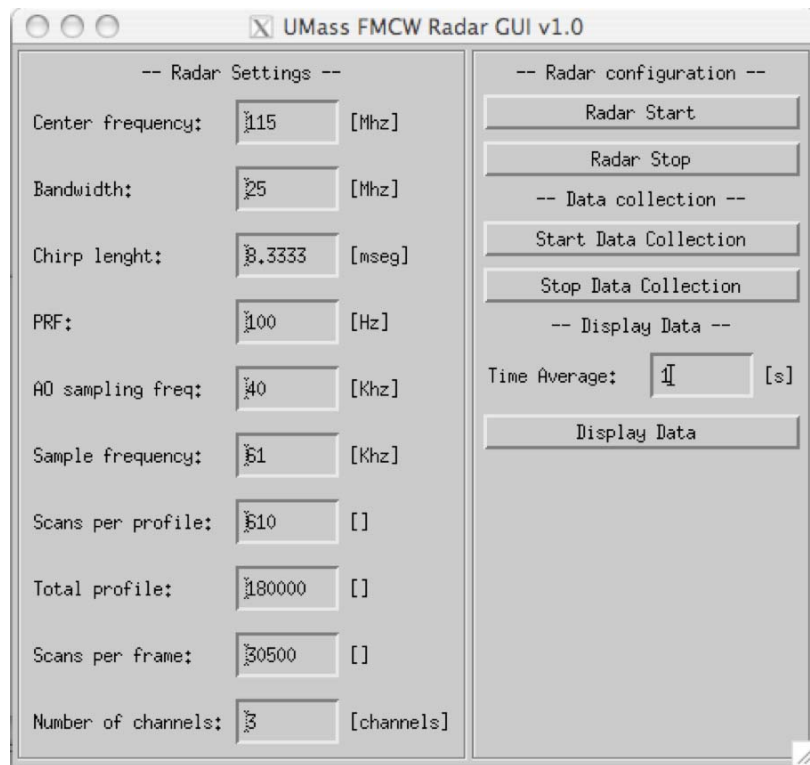 UMass FMCW Radar GUI v1.0
-- Radar Settings --
Center frequency: 115 [Mhz]
Bandwidth: 25 [Mhz]
Chirp lenght: 8.3333 [mseg]
PRF: 100 [Hz]
AO sampling freq: 40 [Khz]
Sample frequency: 61 [Khz]
Scans per profile: 610 []
Total profile: 180000 []
Scans per frame: 30500 []
Number of channels: 3 [channels]
-- Radar configuration --
Radar Start
Radar Stop
-- Data collection --
Start Data Collection
Stop Data Collection
-- Display Data --
Time Average: 1 [s]
Display Data